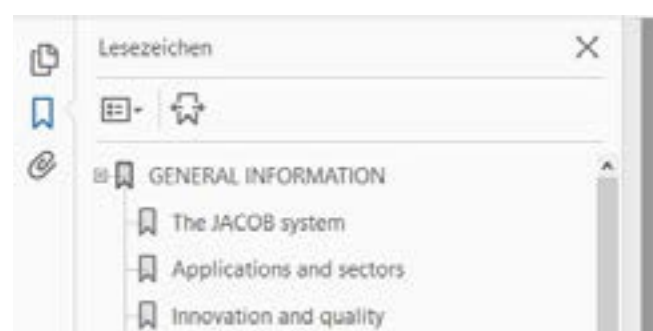 Lesezeichen
GENERAL INFORMATION
The JACOB system
Applications and sectors
Innovation and quality